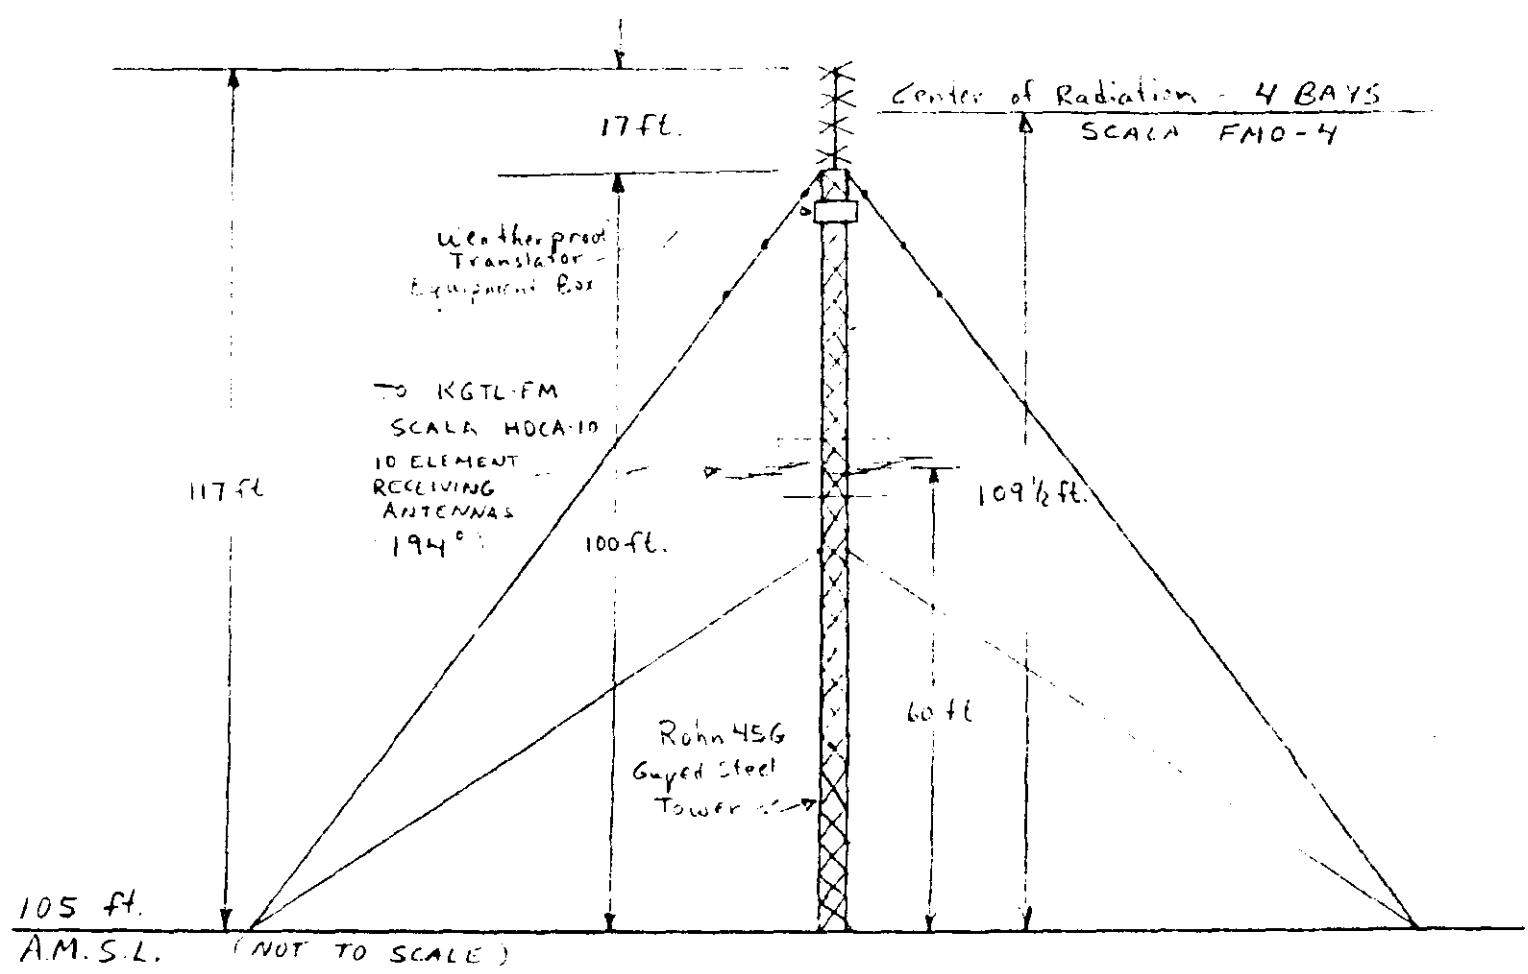 Center of Radiation - 4 BAYS
SCALA FMO-4
17 ft.
Weatherproof
Translator
Equipment Box
TO KGTL-FM
SCALA HDCA-10
10 ELEMENT
RECEIVING
ANTENNAS
194°
117 ft
100 ft.
109 ½ ft.
60 ft
Rohn 45G
Guyed Steel
Tower
105 ft.
A.M.S.L. (NOT TO SCALE)